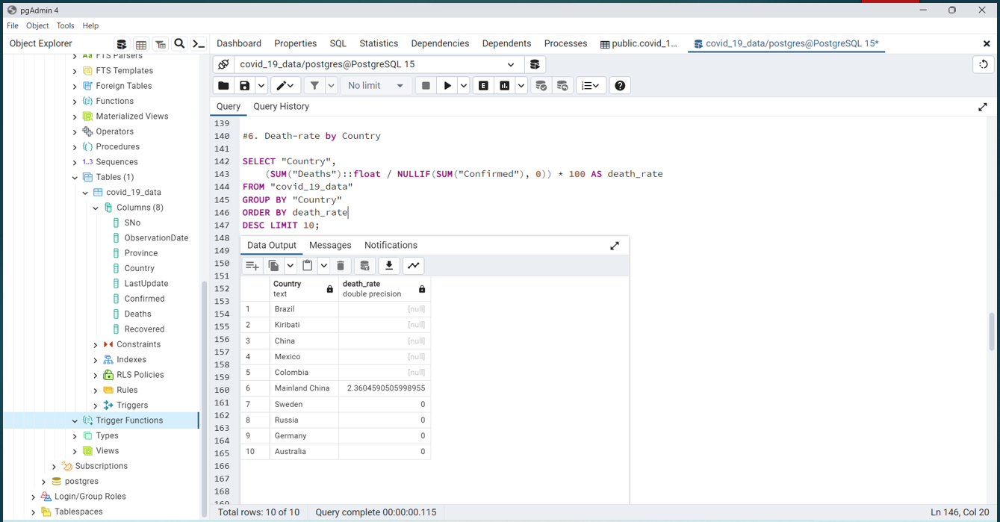 pgAdmin 4
File Object Tools Help
Object Explorer
Dashboard Properties SQL Statistics Dependencies Dependents Processes public.covid_1... covid_19_data/postgres@PostgreSQL 15*
Aa FTS Parsers
FTS Templates
Foreign Tables
Functions
Materialized Views
Operators
Procedures
1..3 Sequences
Tables (1)
covid_19_data
Columns (8)
SNo
ObservationDate
Province
Country
LastUpdate
Confirmed
Deaths
Recovered
Constraints
Indexes
RLS Policies
Rules
Triggers
Trigger Functions
Types
Views
Subscriptions
postgres
Login/Group Roles
Tablespaces
covid_19_data/postgres@PostgreSQL 15
No limit
E
Query Query History
139
140 #6. Death-rate by Country
141
142 SELECT "Country",
143 (SUM("Deaths")::float / NULLIF(SUM("Confirmed"), 0)) * 100 AS death_rate
144 FROM "covid_19_data"
145 GROUP BY "Country"
146 ORDER BY death_rate
147 DESC LIMIT 10;
148
149
150
151
152
153
154
155
156
157
158
159
160
161
162
163
164
165
166
167
168
169
Data Output Messages Notifications
Country death_rate
text double precision
1 Brazil [null]
2 Kiribati [null]
3 China [null]
4 Mexico [null]
5 Colombia [null]
6 Mainland China 2.3604590505998955
7 Sweden 0
8 Russia 0
9 Germany 0
10 Australia 0
Total rows: 10 of 10 Query complete 00:00:00.115 Ln 146, Col 20